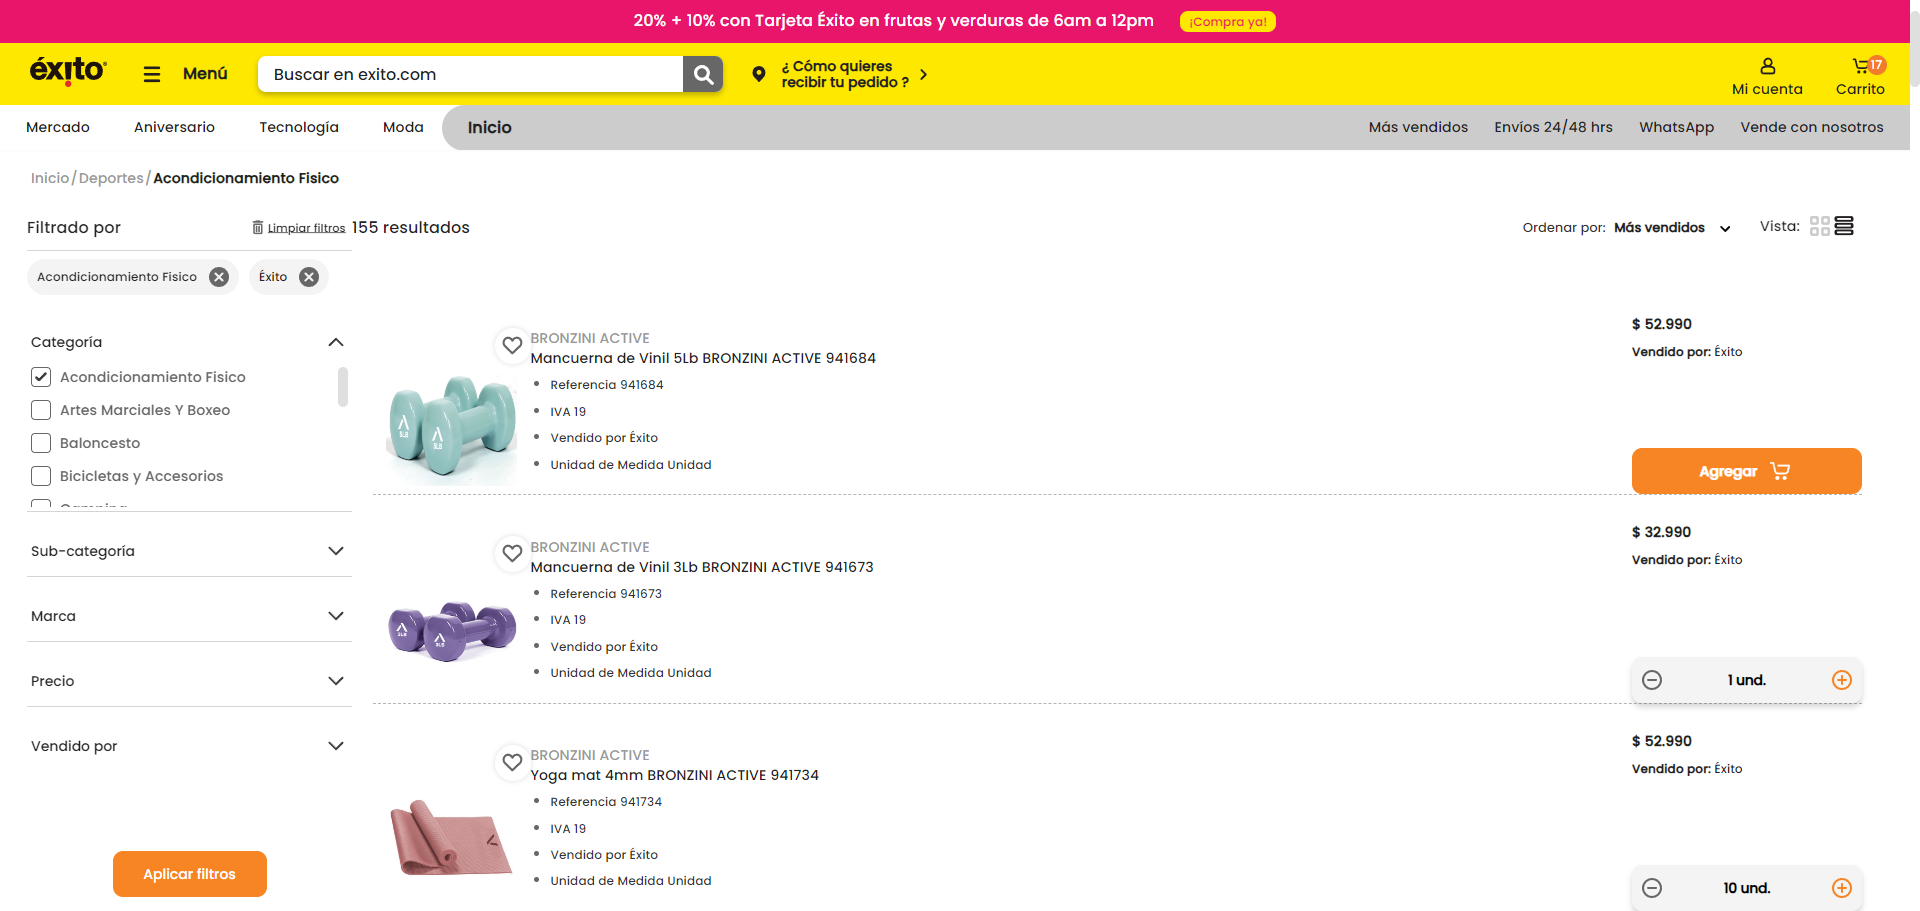 20% + 10% con Tarjeta Éxito en frutas y verduras de 6am a 12pm
¡Compra ya!
éxito
Menú
Buscar en exito.com
¿ Cómo quieres
recibir tu pedido ?
Mi cuenta
17
Carrito
Mercado
Aniversario
Tecnología
Moda
Inicio
Más vendidos
Envíos 24/48 hrs
WhatsApp
Vende con nosotros
Inicio / Deportes / Acondicionamiento Fisico
Filtrado por
Limpiar filtros
155 resultados
Ordenar por: Más vendidos
Vista:
Acondicionamiento Fisico
Éxito
Categoría
Acondicionamiento Fisico
Artes Marciales Y Boxeo
Baloncesto
Bicicletas y Accesorios
Sub-categoría
Marca
Precio
Vendido por
Aplicar filtros
BRONZINI ACTIVE
Mancuerna de Vinil 5Lb BRONZINI ACTIVE 941684
Referencia 941684
IVA 19
Vendido por Éxito
Unidad de Medida Unidad
5LB
5LB
$ 52.990
Vendido por: Éxito
Agregar
BRONZINI ACTIVE
Mancuerna de Vinil 3Lb BRONZINI ACTIVE 941673
Referencia 941673
IVA 19
Vendido por Éxito
Unidad de Medida Unidad
3LB
3LB
$ 32.990
Vendido por: Éxito
1 und.
BRONZINI ACTIVE
Yoga mat 4mm BRONZINI ACTIVE 941734
Referencia 941734
IVA 19
Vendido por Éxito
Unidad de Medida Unidad
$ 52.990
Vendido por: Éxito
10 und.